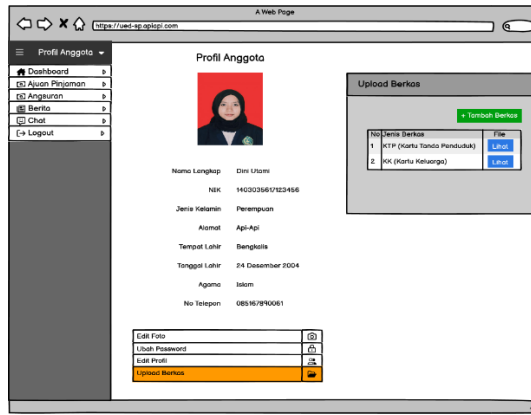 A Web Page
https://ued-sp.apiapi.com
Profil Anggota
Dashboard
Ajuan Pinjaman
Angsuran
Berita
Chat
Logout
Profil Anggota
Nama Lengkap Dini Utami
NIK 1403035617123456
Jenis Kelamin Perempuan
Alamat Api-Api
Tempat Lahir Bengkalis
Tanggal Lahir 24 Desember 2004
Agama Islam
No Telepon 085167890061
Edit Foto
Ubah Password
Edit Profil
Upload Berkas
Upload Berkas
+ Tambah Berkas
No Jenis Berkas File
1 KTP (Kartu Tanda Penduduk) Lihat
2 KK (Kartu Keluarga) Lihat